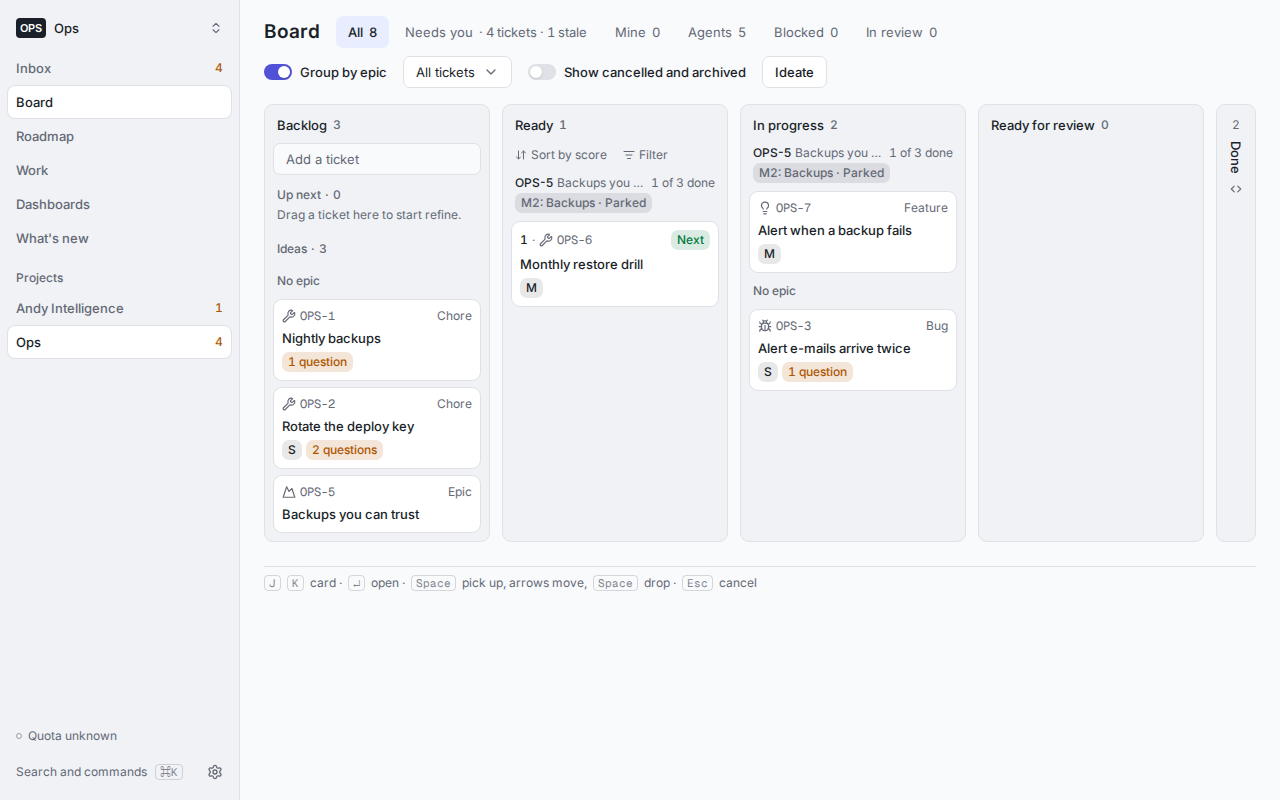 OPS Ops
Inbox 4
Board
Roadmap
Work
Dashboards
What's new
Projects
Andy Intelligence 1
Ops 4
Quota unknown
Search and commands ⌘K
Board All 8 Needs you · 4 tickets · 1 stale Mine 0 Agents 5 Blocked 0 In review 0
Group by epic All tickets Show cancelled and archived Ideate
Backlog 3
Add a ticket
Up next · 0
Drag a ticket here to start refine.
Ideas · 3
No epic
OPS-1 Chore
Nightly backups
1 question
OPS-2 Chore
Rotate the deploy key
S 2 questions
OPS-5 Epic
Backups you can trust
Ready 1
Sort by score Filter
OPS-5 Backups you ... 1 of 3 done
M2: Backups · Parked
1 · OPS-6 Next
Monthly restore drill
M
In progress 2
OPS-5 Backups you ... 1 of 3 done
M2: Backups · Parked
OPS-7 Feature
Alert when a backup fails
M
No epic
OPS-3 Bug
Alert e-mails arrive twice
S 1 question
Ready for review 0
2
Done
J K card · ↵ open · Space pick up, arrows move, Space drop · Esc cancel